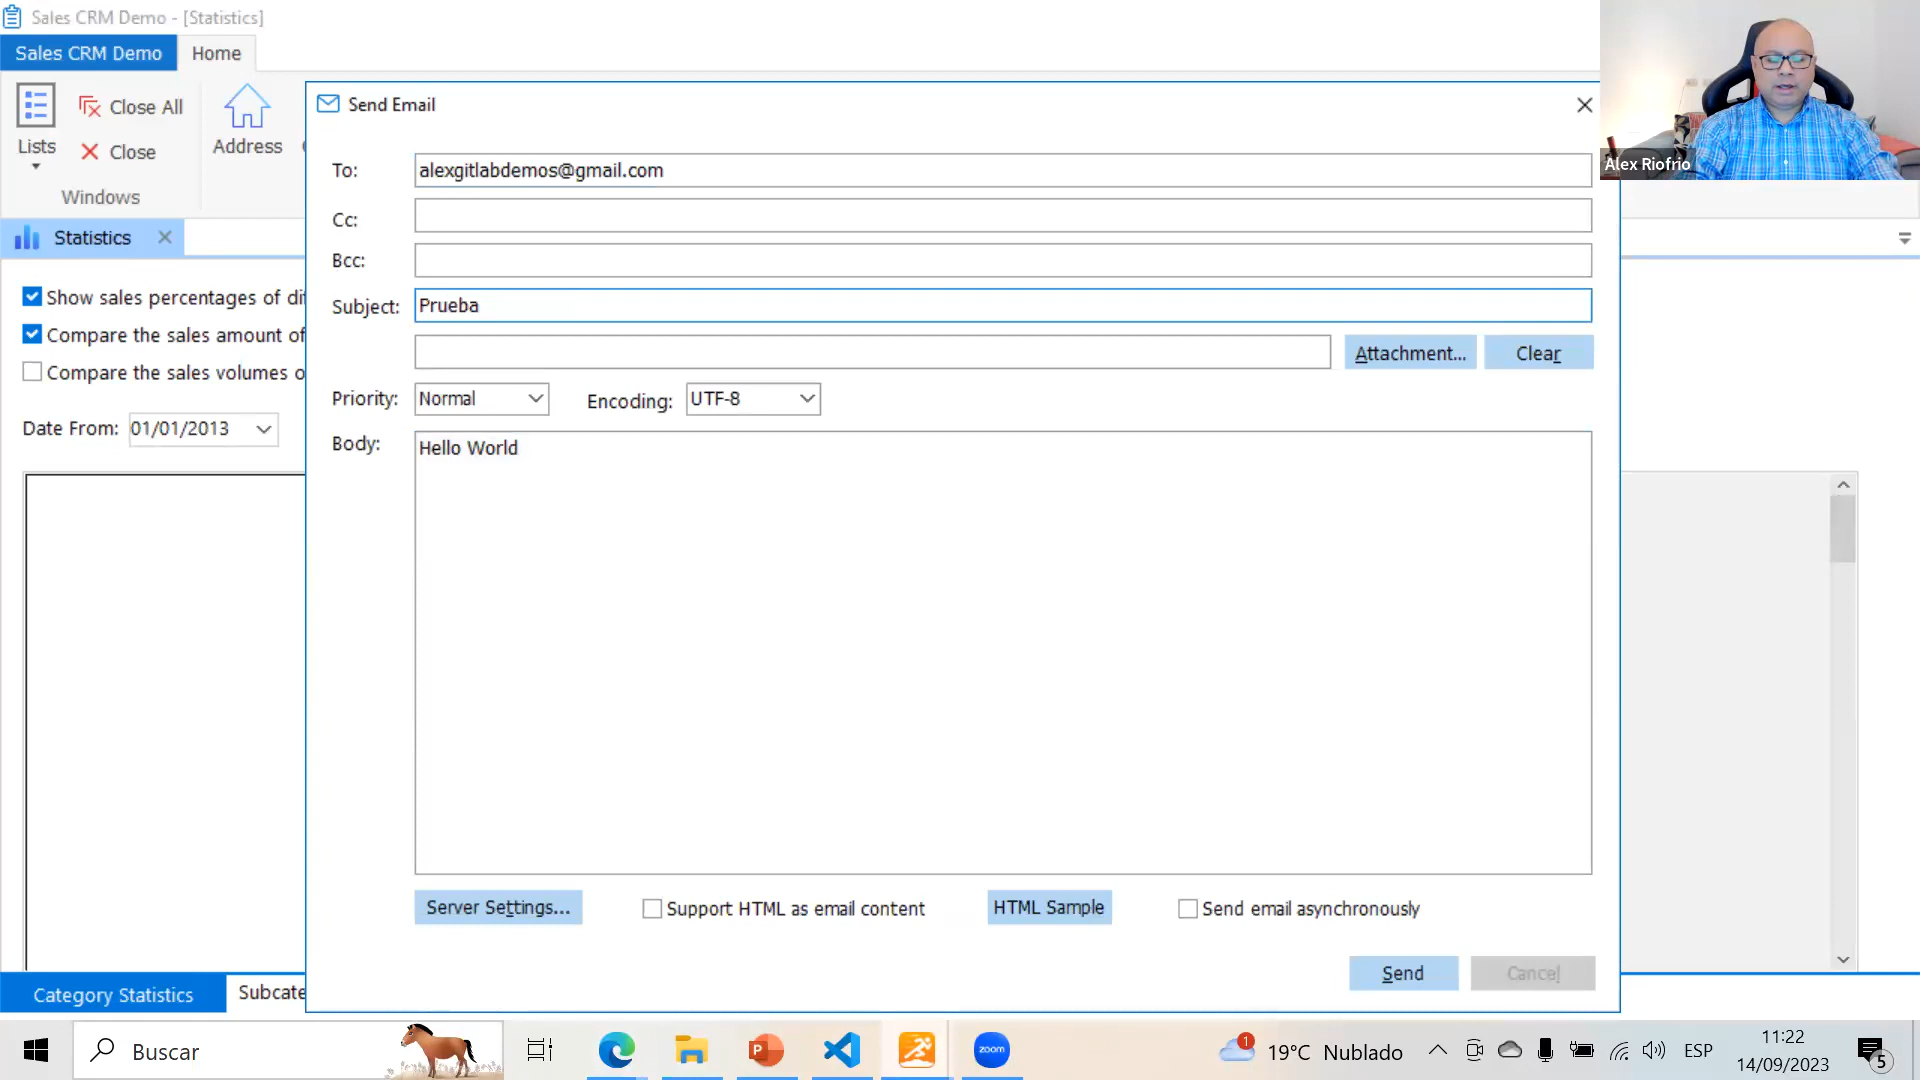 Sales CRM Demo - [Statistics]
Sales CRM Demo
Home
Lists
Close All
Close
Windows
Address
Statistics
Show sales percentages of
Compare the sales amount of
Compare the sales volumes
Date From: 01/01/2013
Send Email
To: alexgitlabdemos@gmail.com
Cc:
Bcc:
Subject: Prueba
Attachment... Clear
Priority: Normal Encoding: UTF-8
Body: Hello World
Server Settings... Support HTML as email content HTML Sample Send email asynchronously
Send Cancel
Category Statistics
Alex Riofrio
Buscar
P
zoom
1
19°C Nublado
ESP
11:22
14/09/2023
5